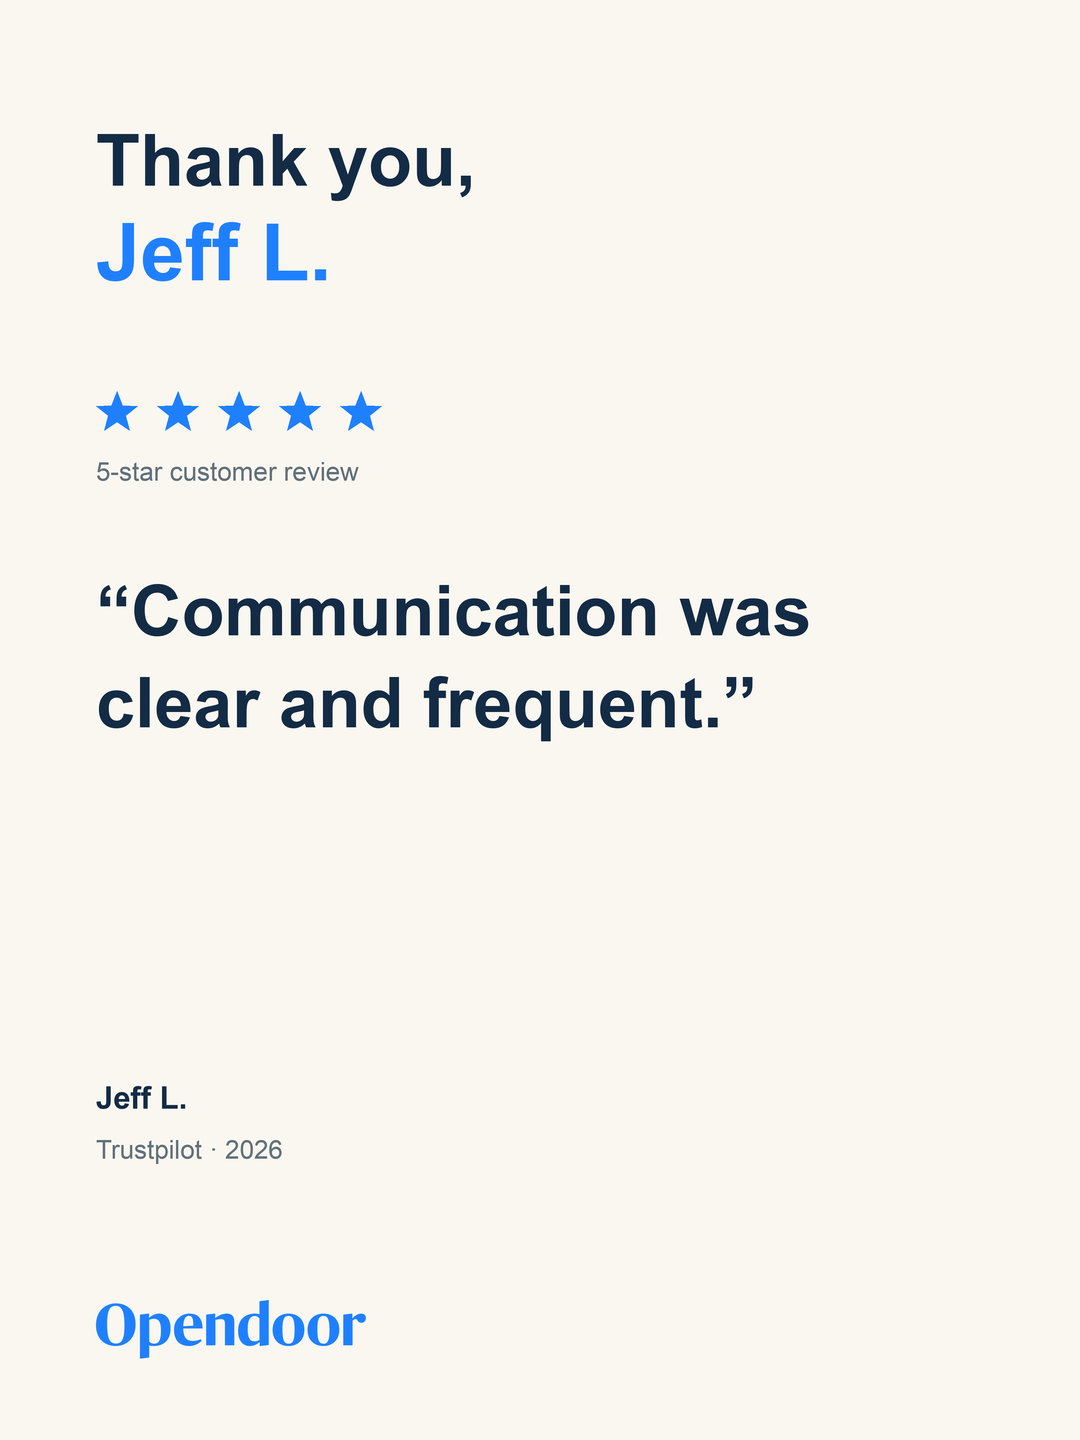 Thank you,
Jeff L.
5-star customer review
“Communication was
clear and frequent.”
Jeff L.
Trustpilot · 2026
Opendoor